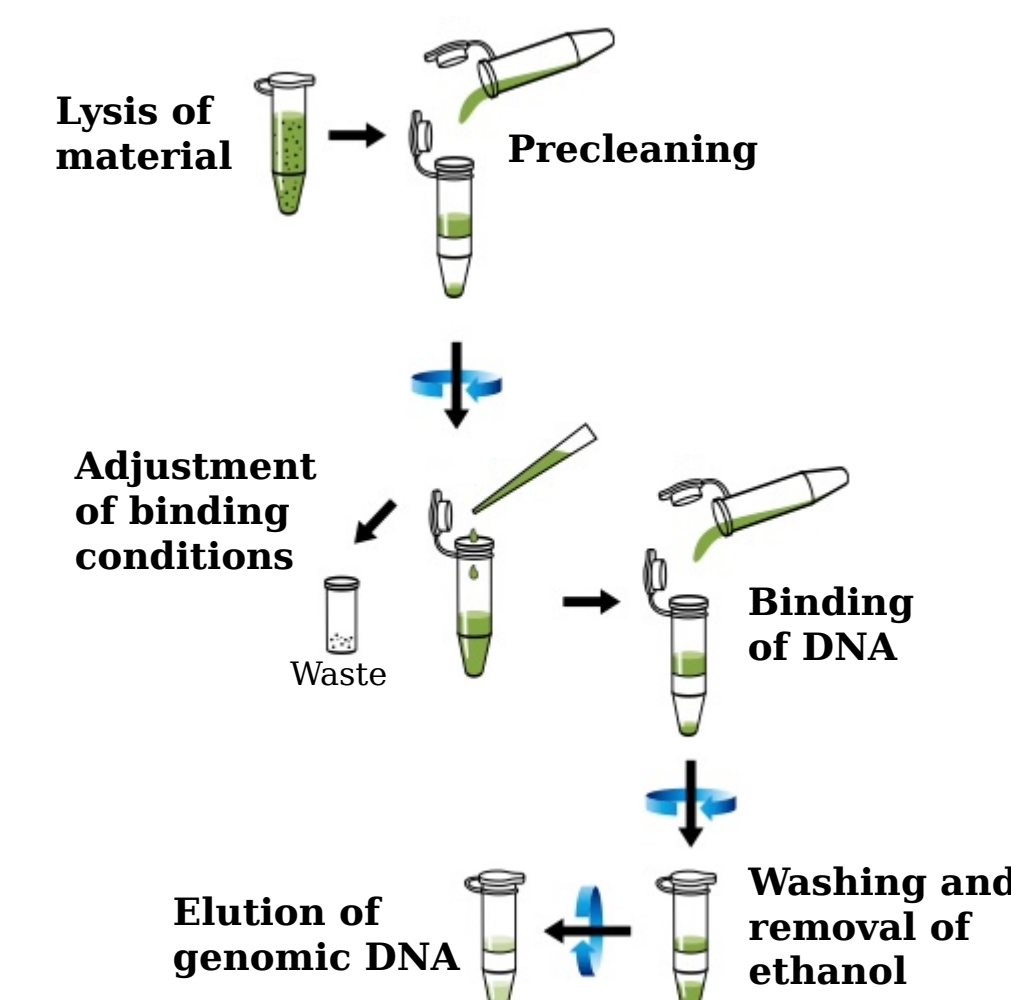 Lysis of
material
Precleaning
Adjustment
of binding
conditions
Waste
Binding
of DNA
Washing and
removal of
ethanol
Elution of
genomic DNA